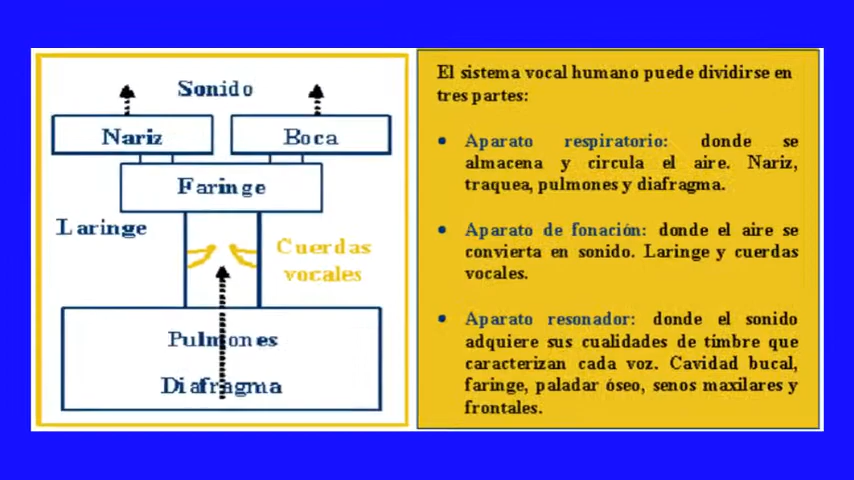 Sonido
Nariz
Boca
Faringe
Laringe
Cuerdas
vocales
Pulmones
Diafragma
El sistema vocal humano puede dividirse en
tres partes:
• Aparato respiratorio: donde se
almacena y circula el aire. Nariz,
traquea, pulmones y diafragma.
• Aparato de fonación: donde el aire se
convierta en sonido. Laringe y cuerdas
vocales.
• Aparato resonador: donde el sonido
adquiere sus cualidades de timbre que
caracterizan cada voz. Cavidad bucal,
faringe, paladar óseo, senos maxilares y
frontales.